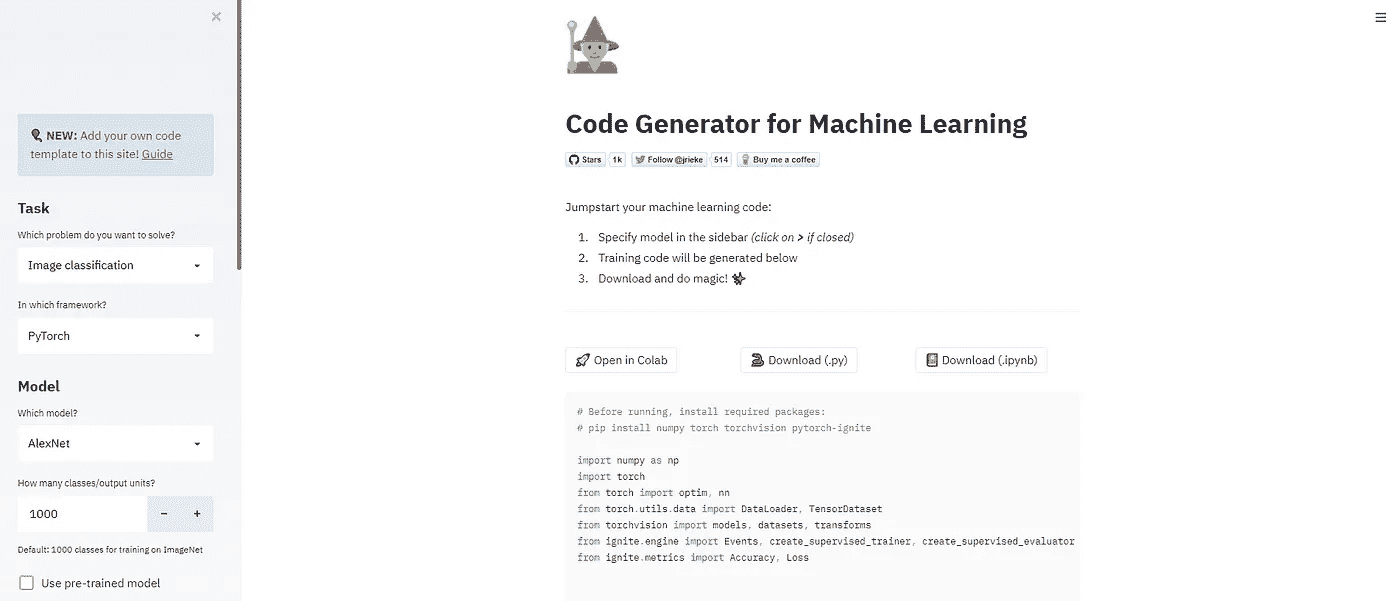 NEW: Add your own code
template to this site! Guide
Task
Which problem do you want to solve?
Image classification
In which framework?
PyTorch
Model
Which model?
AlexNet
How many classes/output units?
1000
Default: 1000 classes for training on ImageNet
Use pre-trained model
Code Generator for Machine Learning
Stars 1k Follow @jrieke 514 Buy me a coffee
Jumpstart your machine learning code:
1. Specify model in the sidebar (click on > if closed)
2. Training code will be generated below
3. Download and do magic!
Open in Colab Download (.py) Download (.ipynb)
# Before running, install required packages:
# pip install numpy torch torchvision pytorch-ignite
import numpy as np
import torch
from torch import optim, nn
from torch.utils.data import DataLoader, TensorDataset
from torchvision import models, datasets, transforms
from ignite.engine import Events, create_supervised_trainer, create_supervised_evaluator
from ignite.metrics import Accuracy, Loss